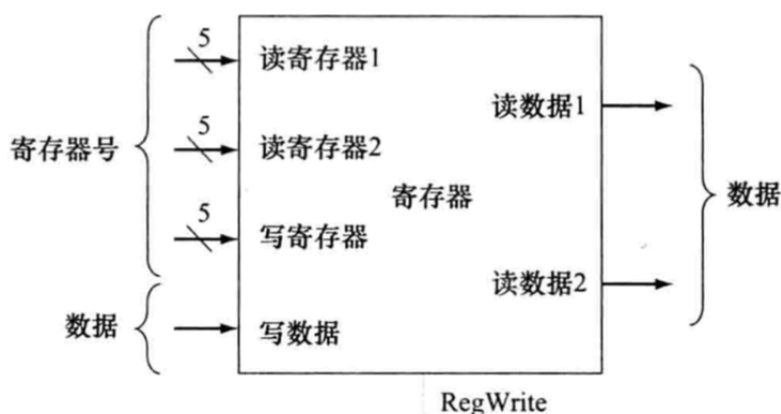 5
读寄存器1
读数据1
5
寄存器号
读寄存器2
寄存器
数据
5
写寄存器
读数据2
数据
写数据
RegWrite